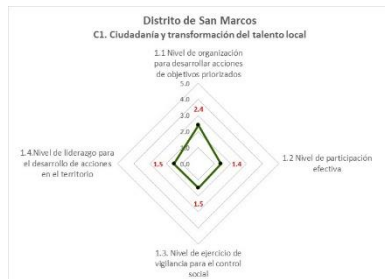 Distrito de San Marcos
C1. Ciudadanía y transformación del talento local
1.1 Nivel de organización
para desarrollar acciones
de objetivos priorizados
5.0
4.0
3.0
2.4
2.0
1.0
0.0
1.4.Nivel de liderazgo para
el desarrollo de acciones
en el territorio
1.5
1.4
1.2 Nivel de participación
efectiva
1.5
1.3. Nivel de ejercicio de
vigilancia para el control
social